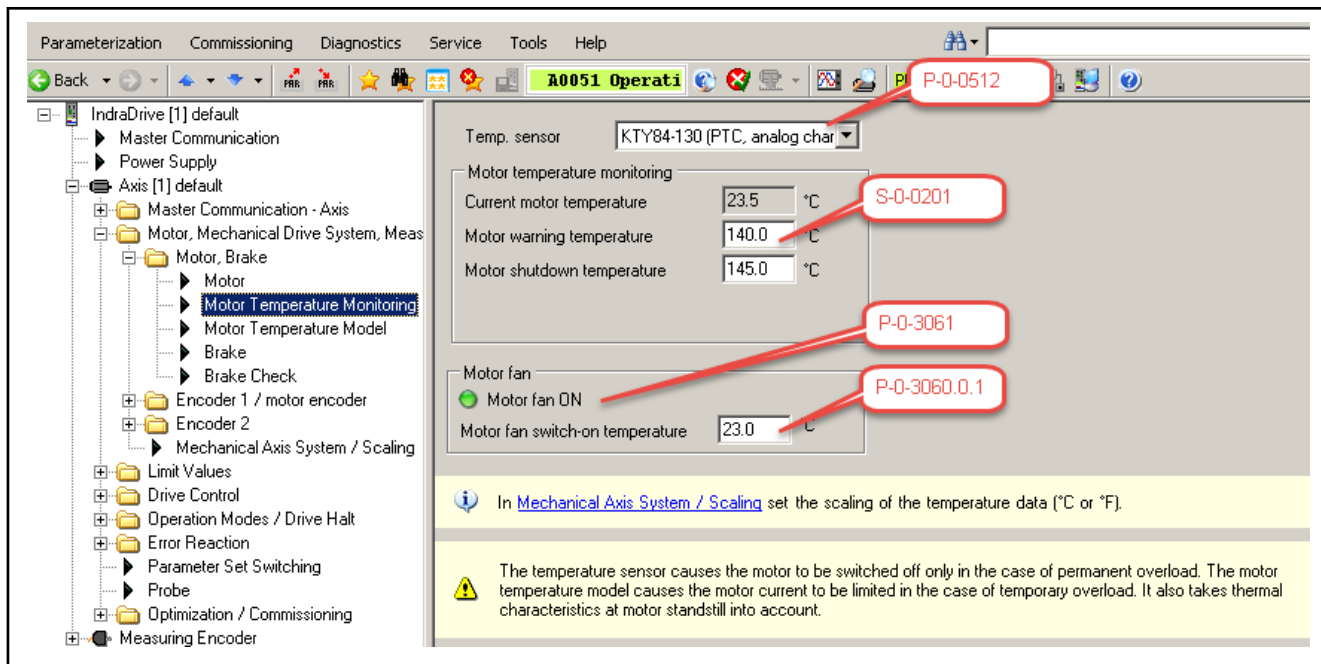 Parameterization Commissioning Diagnostics Service Tools Help
Back PAR PAR A0051 Operati
P-0-0512
IndraDrive [1] default
Master Communication
Power Supply
Axis [1] default
Master Communication - Axis
Motor, Mechanical Drive System, Meas
Motor, Brake
Motor
Motor Temperature Monitoring
Motor Temperature Model
Brake
Brake Check
Encoder 1 / motor encoder
Encoder 2
Mechanical Axis System / Scaling
Limit Values
Drive Control
Operation Modes / Drive Halt
Error Reaction
Parameter Set Switching
Probe
Optimization / Commissioning
Measuring Encoder
Temp. sensor KTY84-130 (PTC, analog char
Motor temperature monitoring
Current motor temperature 23.5 °C
S-0-0201
Motor warning temperature 140.0 °C
Motor shutdown temperature 145.0 °C
P-0-3061
Motor fan
Motor fan ON
P-0-3060.0.1
Motor fan switch-on temperature 23.0 C
In Mechanical Axis System / Scaling set the scaling of the temperature data (°C or °F).
The temperature sensor causes the motor to be switched off only in the case of permanent overload. The motor
temperature model causes the motor current to be limited in the case of temporary overload. It also takes thermal
characteristics at motor standstill into account.